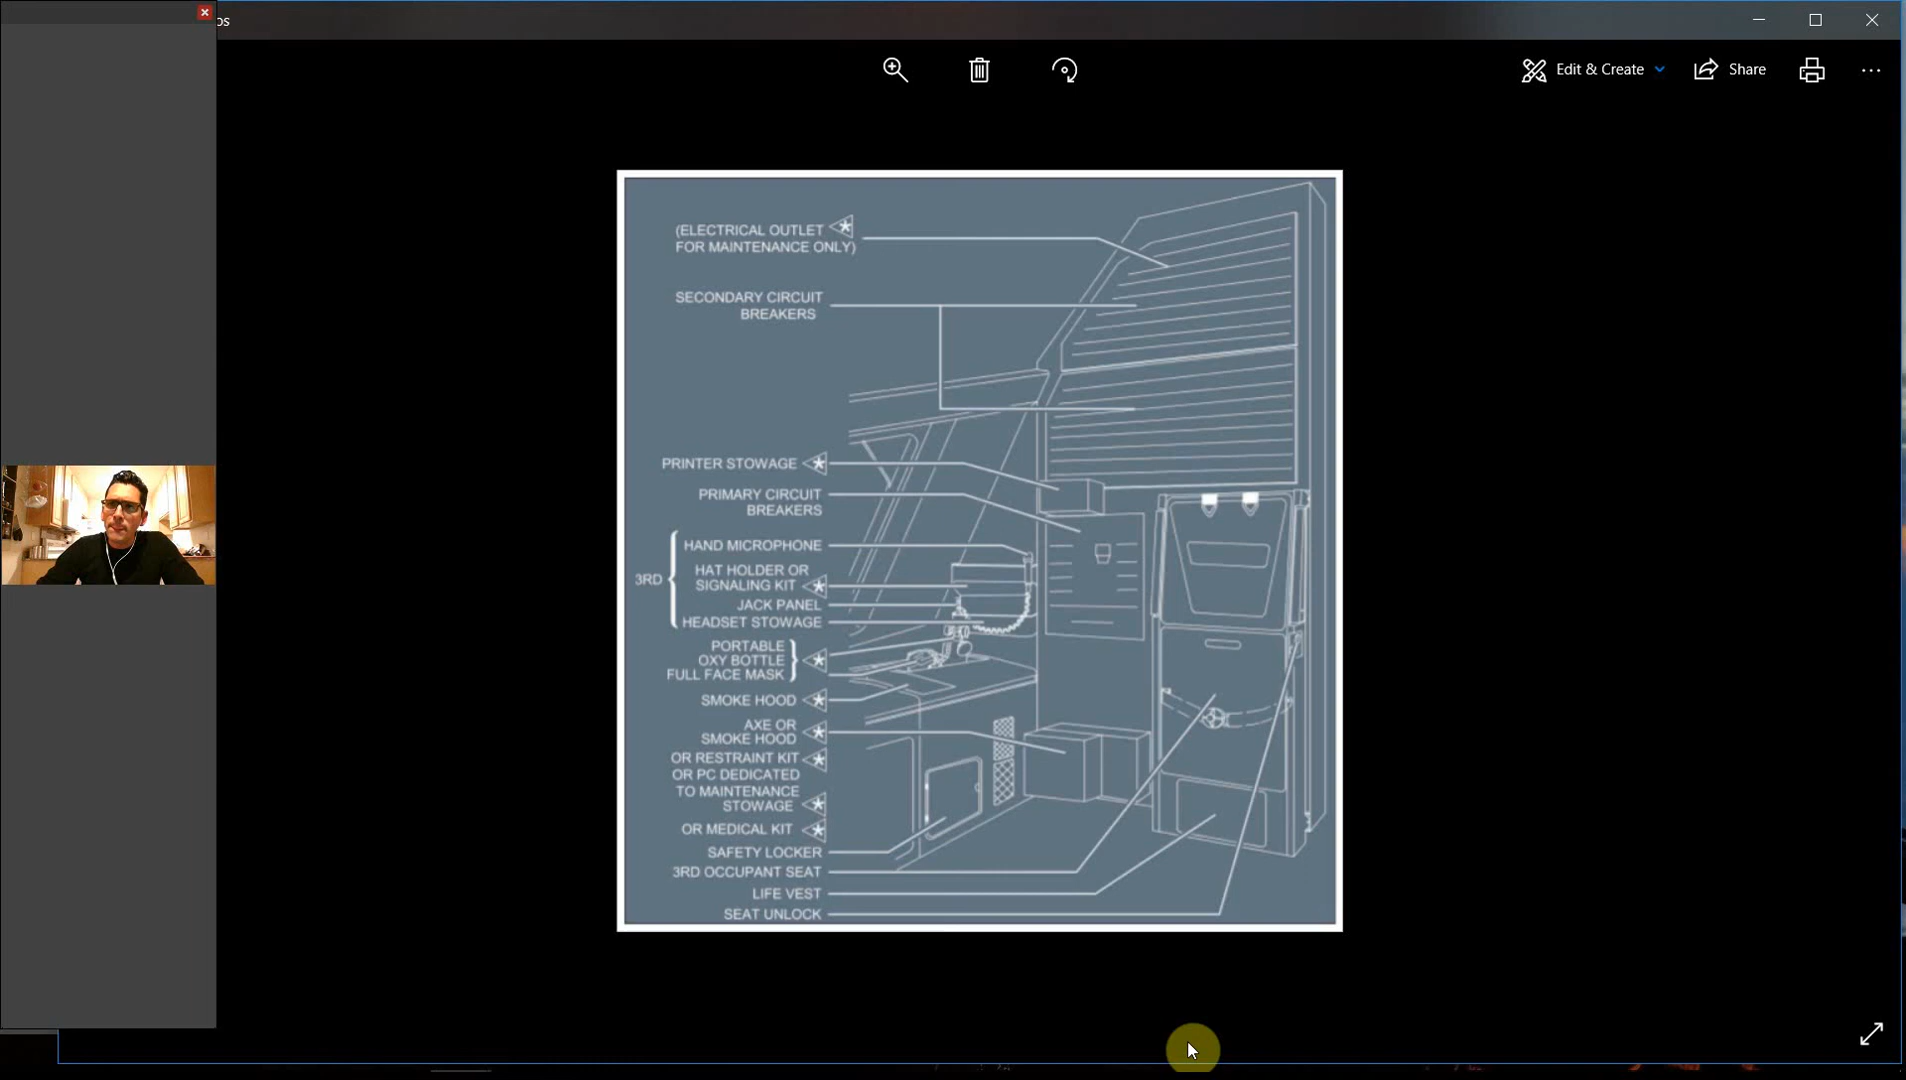 os
Edit & Create
Share
(ELECTRICAL OUTLET
FOR MAINTENANCE ONLY)
SECONDARY CIRCUIT
BREAKERS
PRINTER STOWAGE
PRIMARY CIRCUIT
BREAKERS
HAND MICROPHONE
HAT HOLDER OR
SIGNALING KIT
3RD
JACK PANEL
HEADSET STOWAGE
PORTABLE
OXY BOTTLE
FULL FACE MASK
SMOKE HOOD
AXE OR
SMOKE HOOD
OR RESTRAINT KIT
OR PC DEDICATED
TO MAINTENANCE
STOWAGE
OR MEDICAL KIT
SAFETY LOCKER
3RD OCCUPANT SEAT
LIFE VEST
SEAT UNLOCK